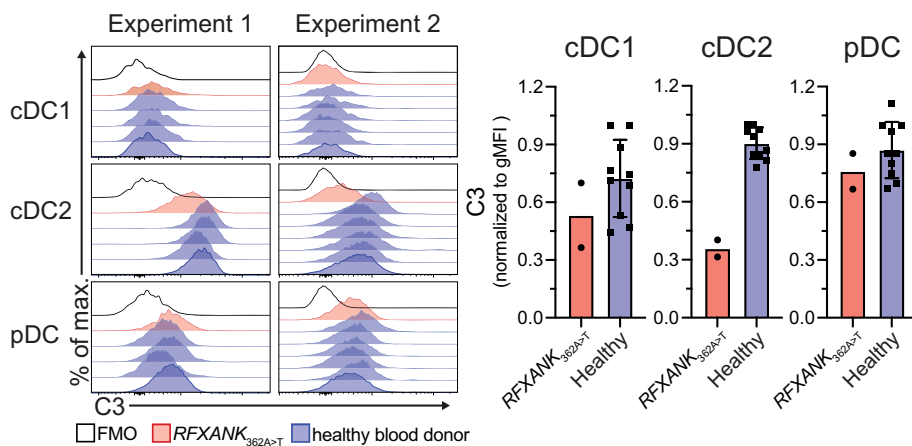 Experiment 1
Experiment 2
cDC1
cDC2
pDC
% of max.
C3
FMO
RFXANK362A>T
healthy blood donor
cDC1
cDC2
pDC
C3
(normalized to gMFI)
1.2
0.9
0.6
0.3
0.0
RFXANK362A>T
Healthy
1.2
0.9
0.6
0.3
0.0
RFXANK362A>T
Healthy
1.2
0.9
0.6
0.3
0.0
RFXANK362A>T
Healthy